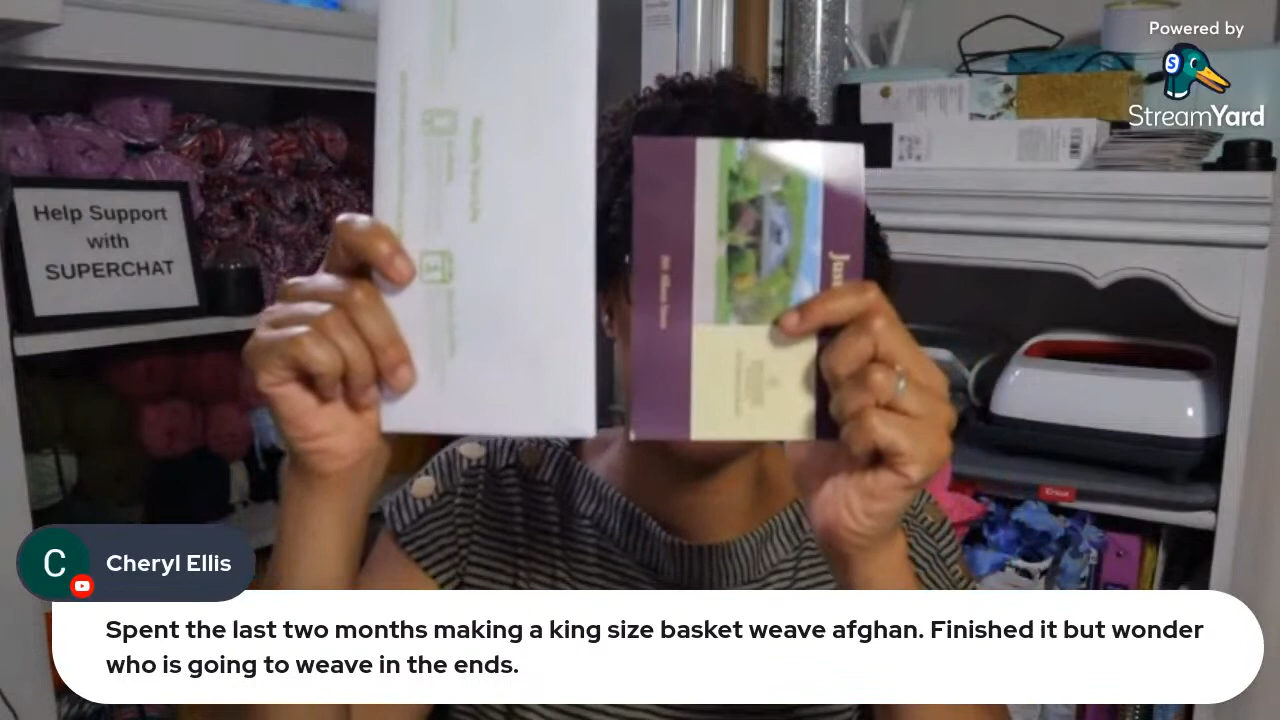 Powered by
StreamYard
Help Support
with
SUPERCHAT
Cricut
Cheryl Ellis
Spent the last two months making a king size basket weave afghan. Finished it but wonder
who is going to weave in the ends.